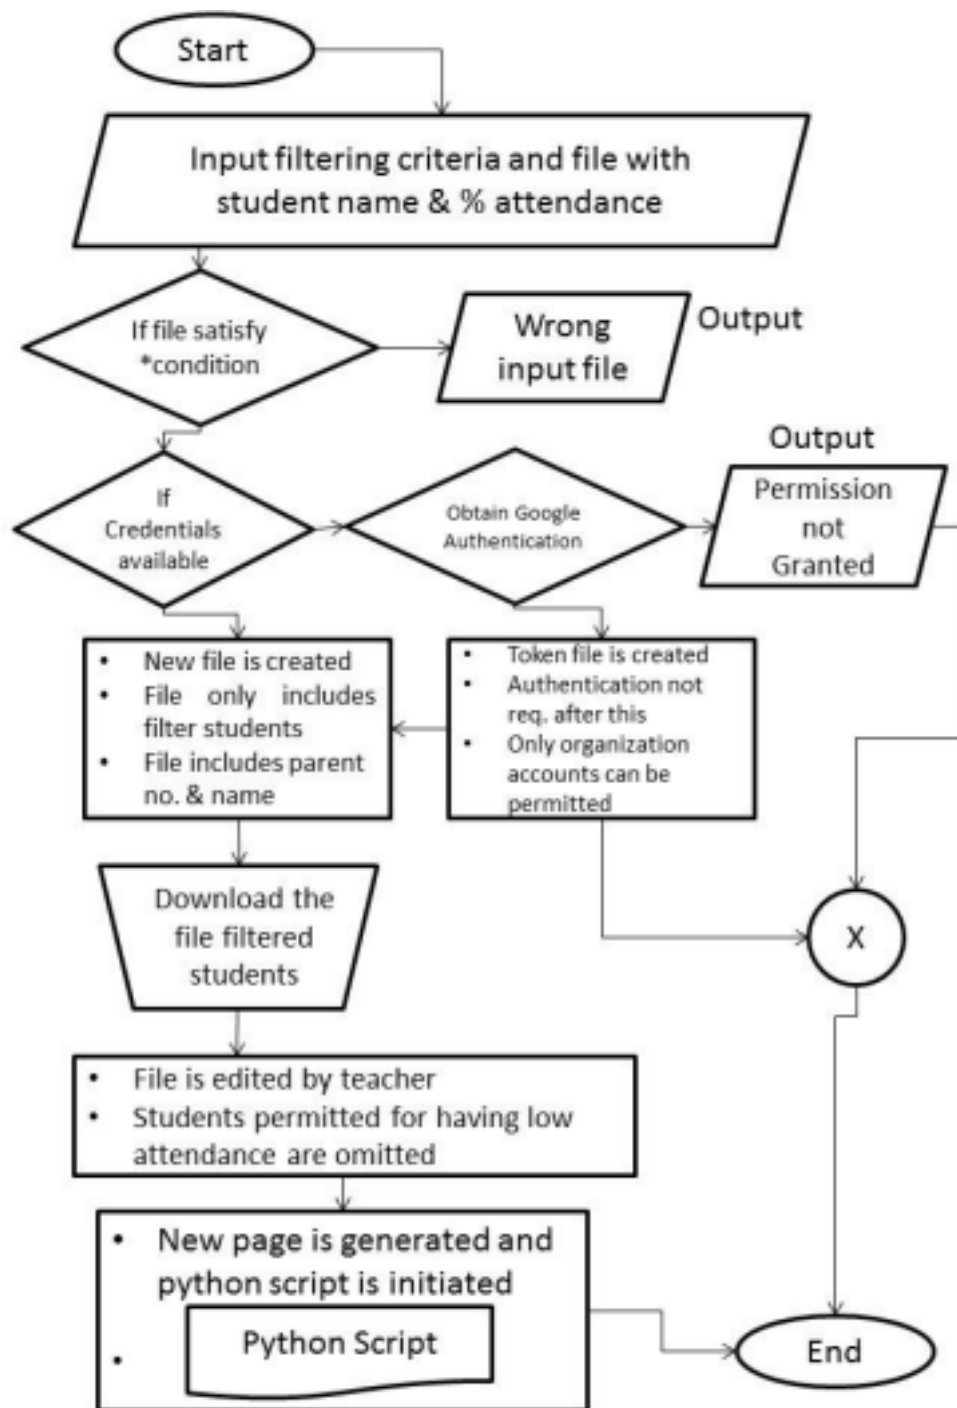 Start
Input filtering criteria and file with
student name & % attendance
If file satisfy
*condition
Wrong
input file
Output
Output
If
Credentials
available
Obtain Google
Authentication
Permission
not
Granted
• New file is created
• File only includes
filter students
• File includes parent
no. & name
• Token file is created
• Authentication not
req. after this
• Only organization
accounts can be
permitted
Download the
file filtered
students
X
• File is edited by teacher
• Students permitted for having low
attendance are omitted
• New page is generated and
python script is initiated
• Python Script
End